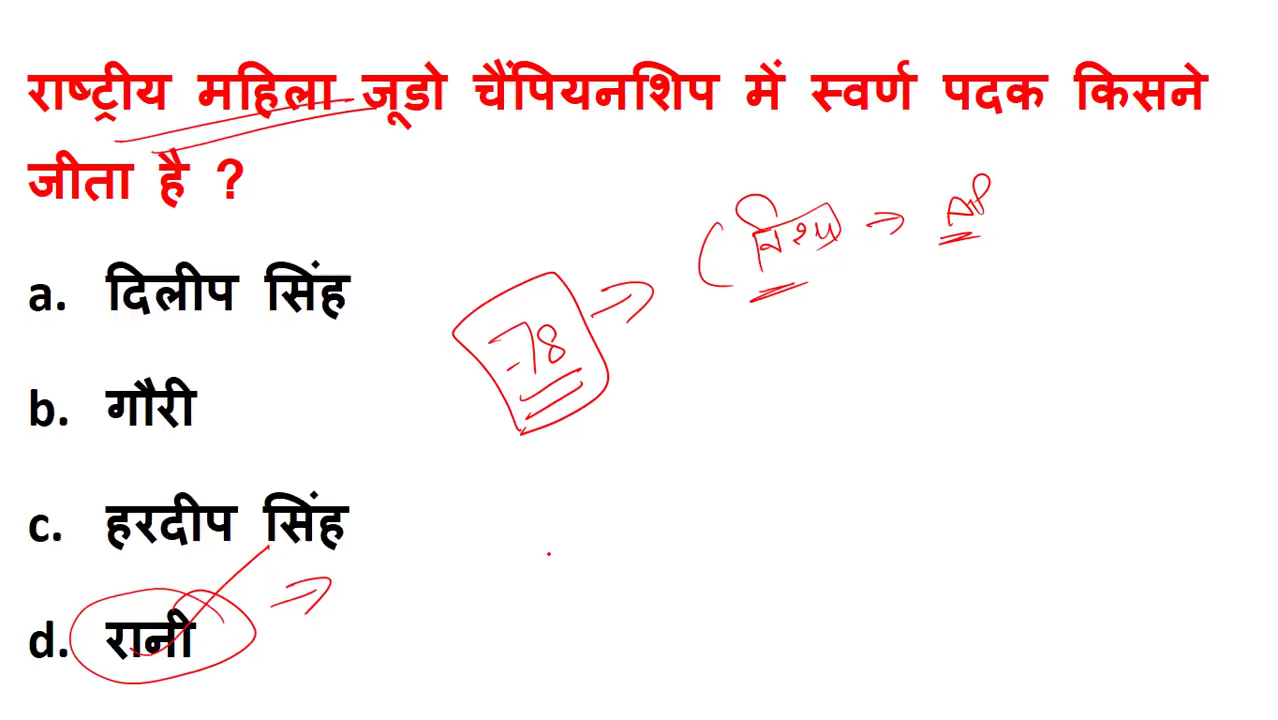 राष्ट्रीय महिला जूडो चैंपियनशिप में स्वर्ण पदक किसने
जीता है ?
a. दिलीप सिंह
-78
b. गौरी
c. हरदीप सिंह
d. रानी